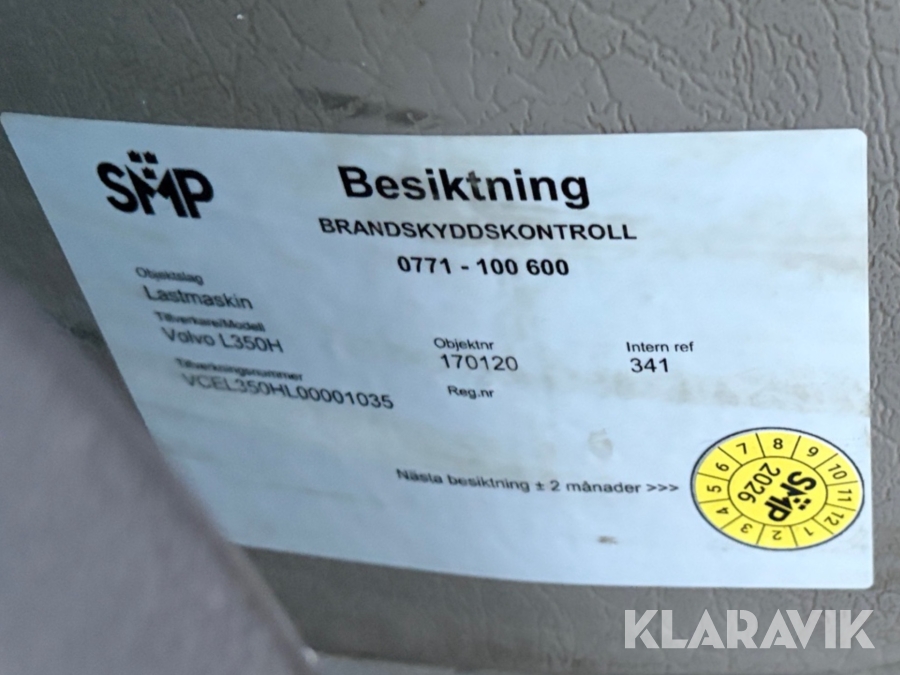 SMP
Besiktning
BRANDSKYDDSKONTROLL
0771 - 100 600
Objektslag
Lastmaskin
Tillverkare/Modell
Volvo L350H
Objektnr
170120
Intern ref
341
Tillverkningsnummer
VCEL350HL00001035
Reg.nr
Nästa besiktning ± 2 månader >>>
1 2 3 4 5 6 7 8 9 10 11 12
2026
SMP
KLARAVIK